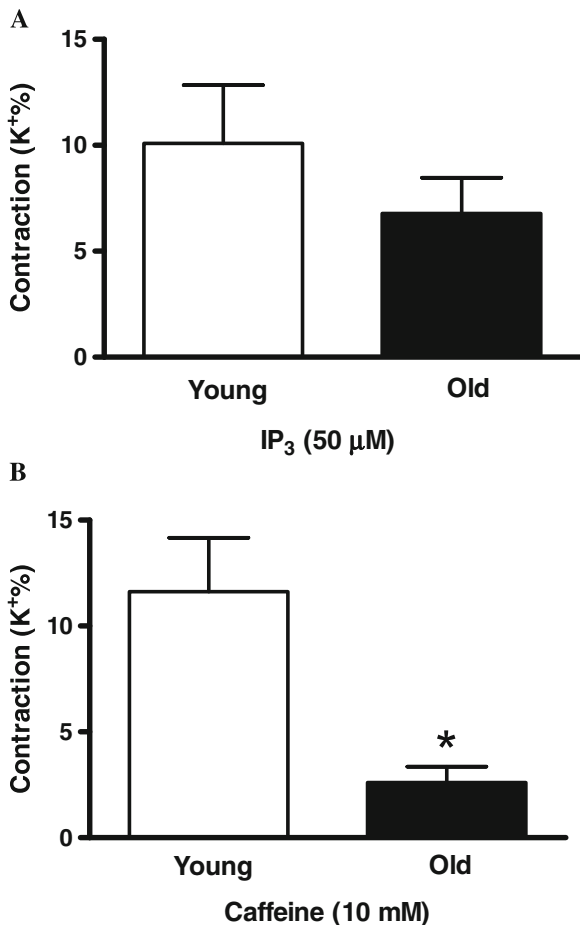 A
Contraction (K⁺%)
15
10
5
0
Young Old
IP₃ (50 μM)
B
Contraction (K⁺%)
15
10
5
0
*
Young Old
Caffeine (10 mM)